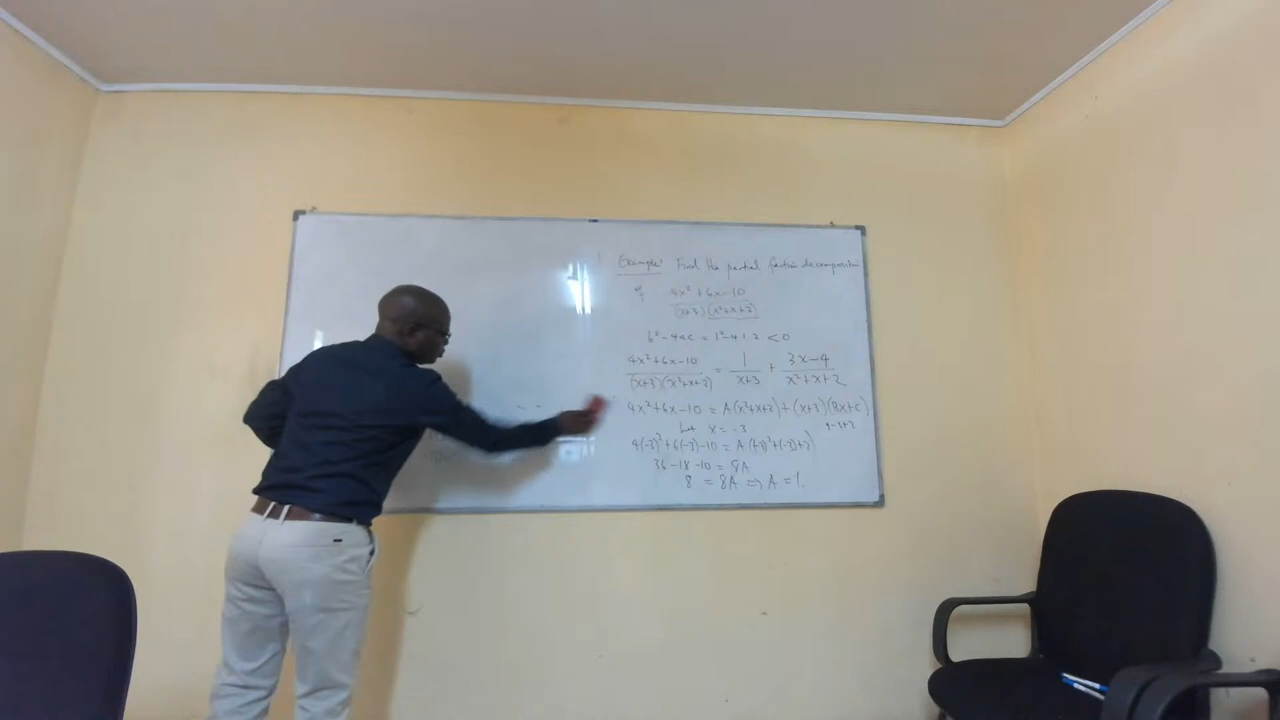 Example: Find the partial fraction decomposition
of 4x² + 6x - 10 / (x+3)(x²+x+2)
b² - 4ac = 1² - 4·1·2 < 0
4x² + 6x - 10 / (x+3)(x²+x+2) = 1 / x+3 + 3x - 4 / x²+x+2
4x² + 6x - 10 = A(x²+x+2) + (x+3)(Bx+C)
Let x = -3
9-3+2
4(-3)² + 6(-3) - 10 = A((-3)² + (-3) + 2)
36 - 18 - 10 = 8A
8 = 8A ⇒ A = 1.